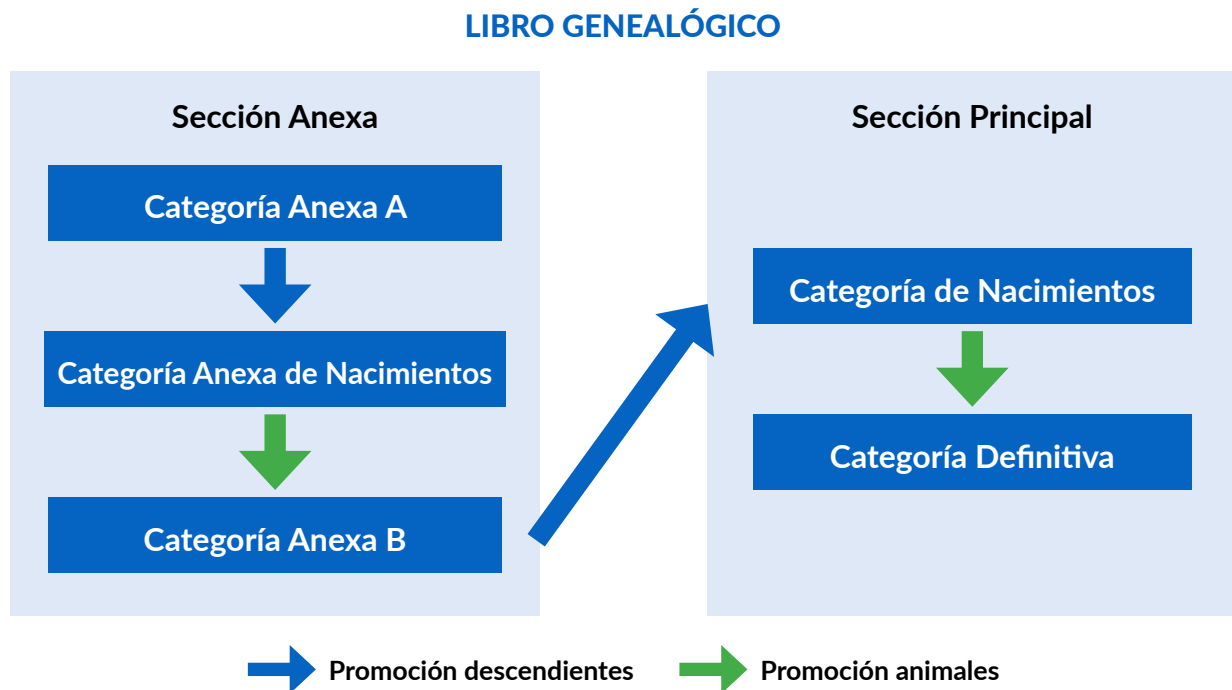 LIBRO GENEALÓGICO
Sección Anexa
Categoría Anexa A
Categoría Anexa de Nacimientos
Categoría Anexa B
Sección Principal
Categoría de Nacimientos
Categoría Definitiva
Promoción descendientes
Promoción animales